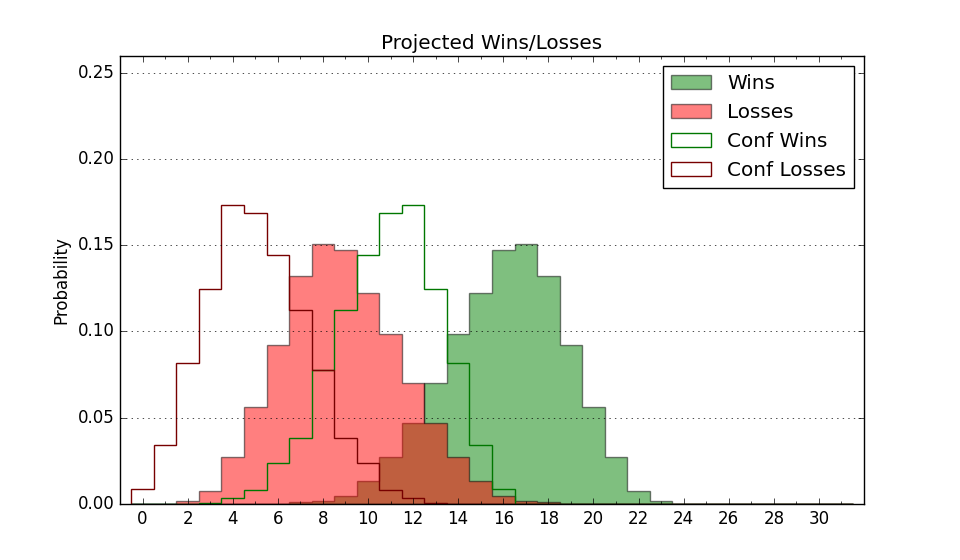 Projected Wins/Losses
Probability
0.25
0.20
0.15
0.10
0.05
0.00
Wins
Losses
Conf Wins
Conf Losses
0 2 4 6 8 10 12 14 16 18 20 22 24 26 28 30